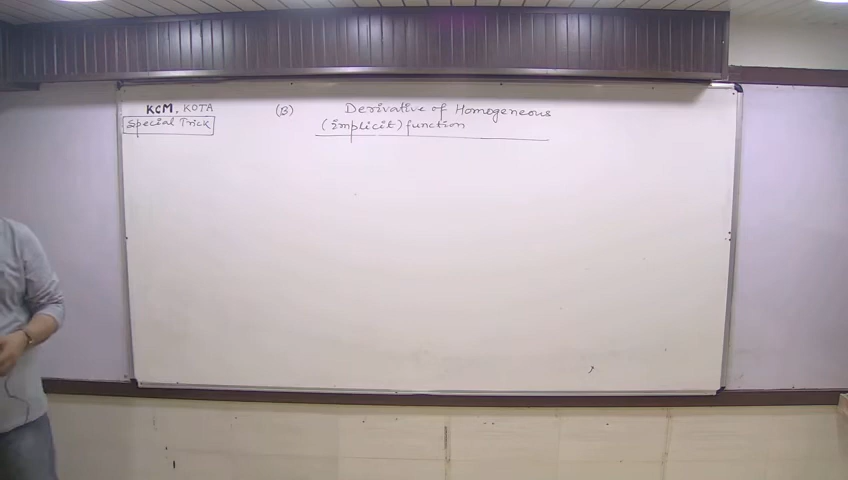 KCM, KOTA
Special Trick
(B) Derivative of Homogeneous
(implicit) function